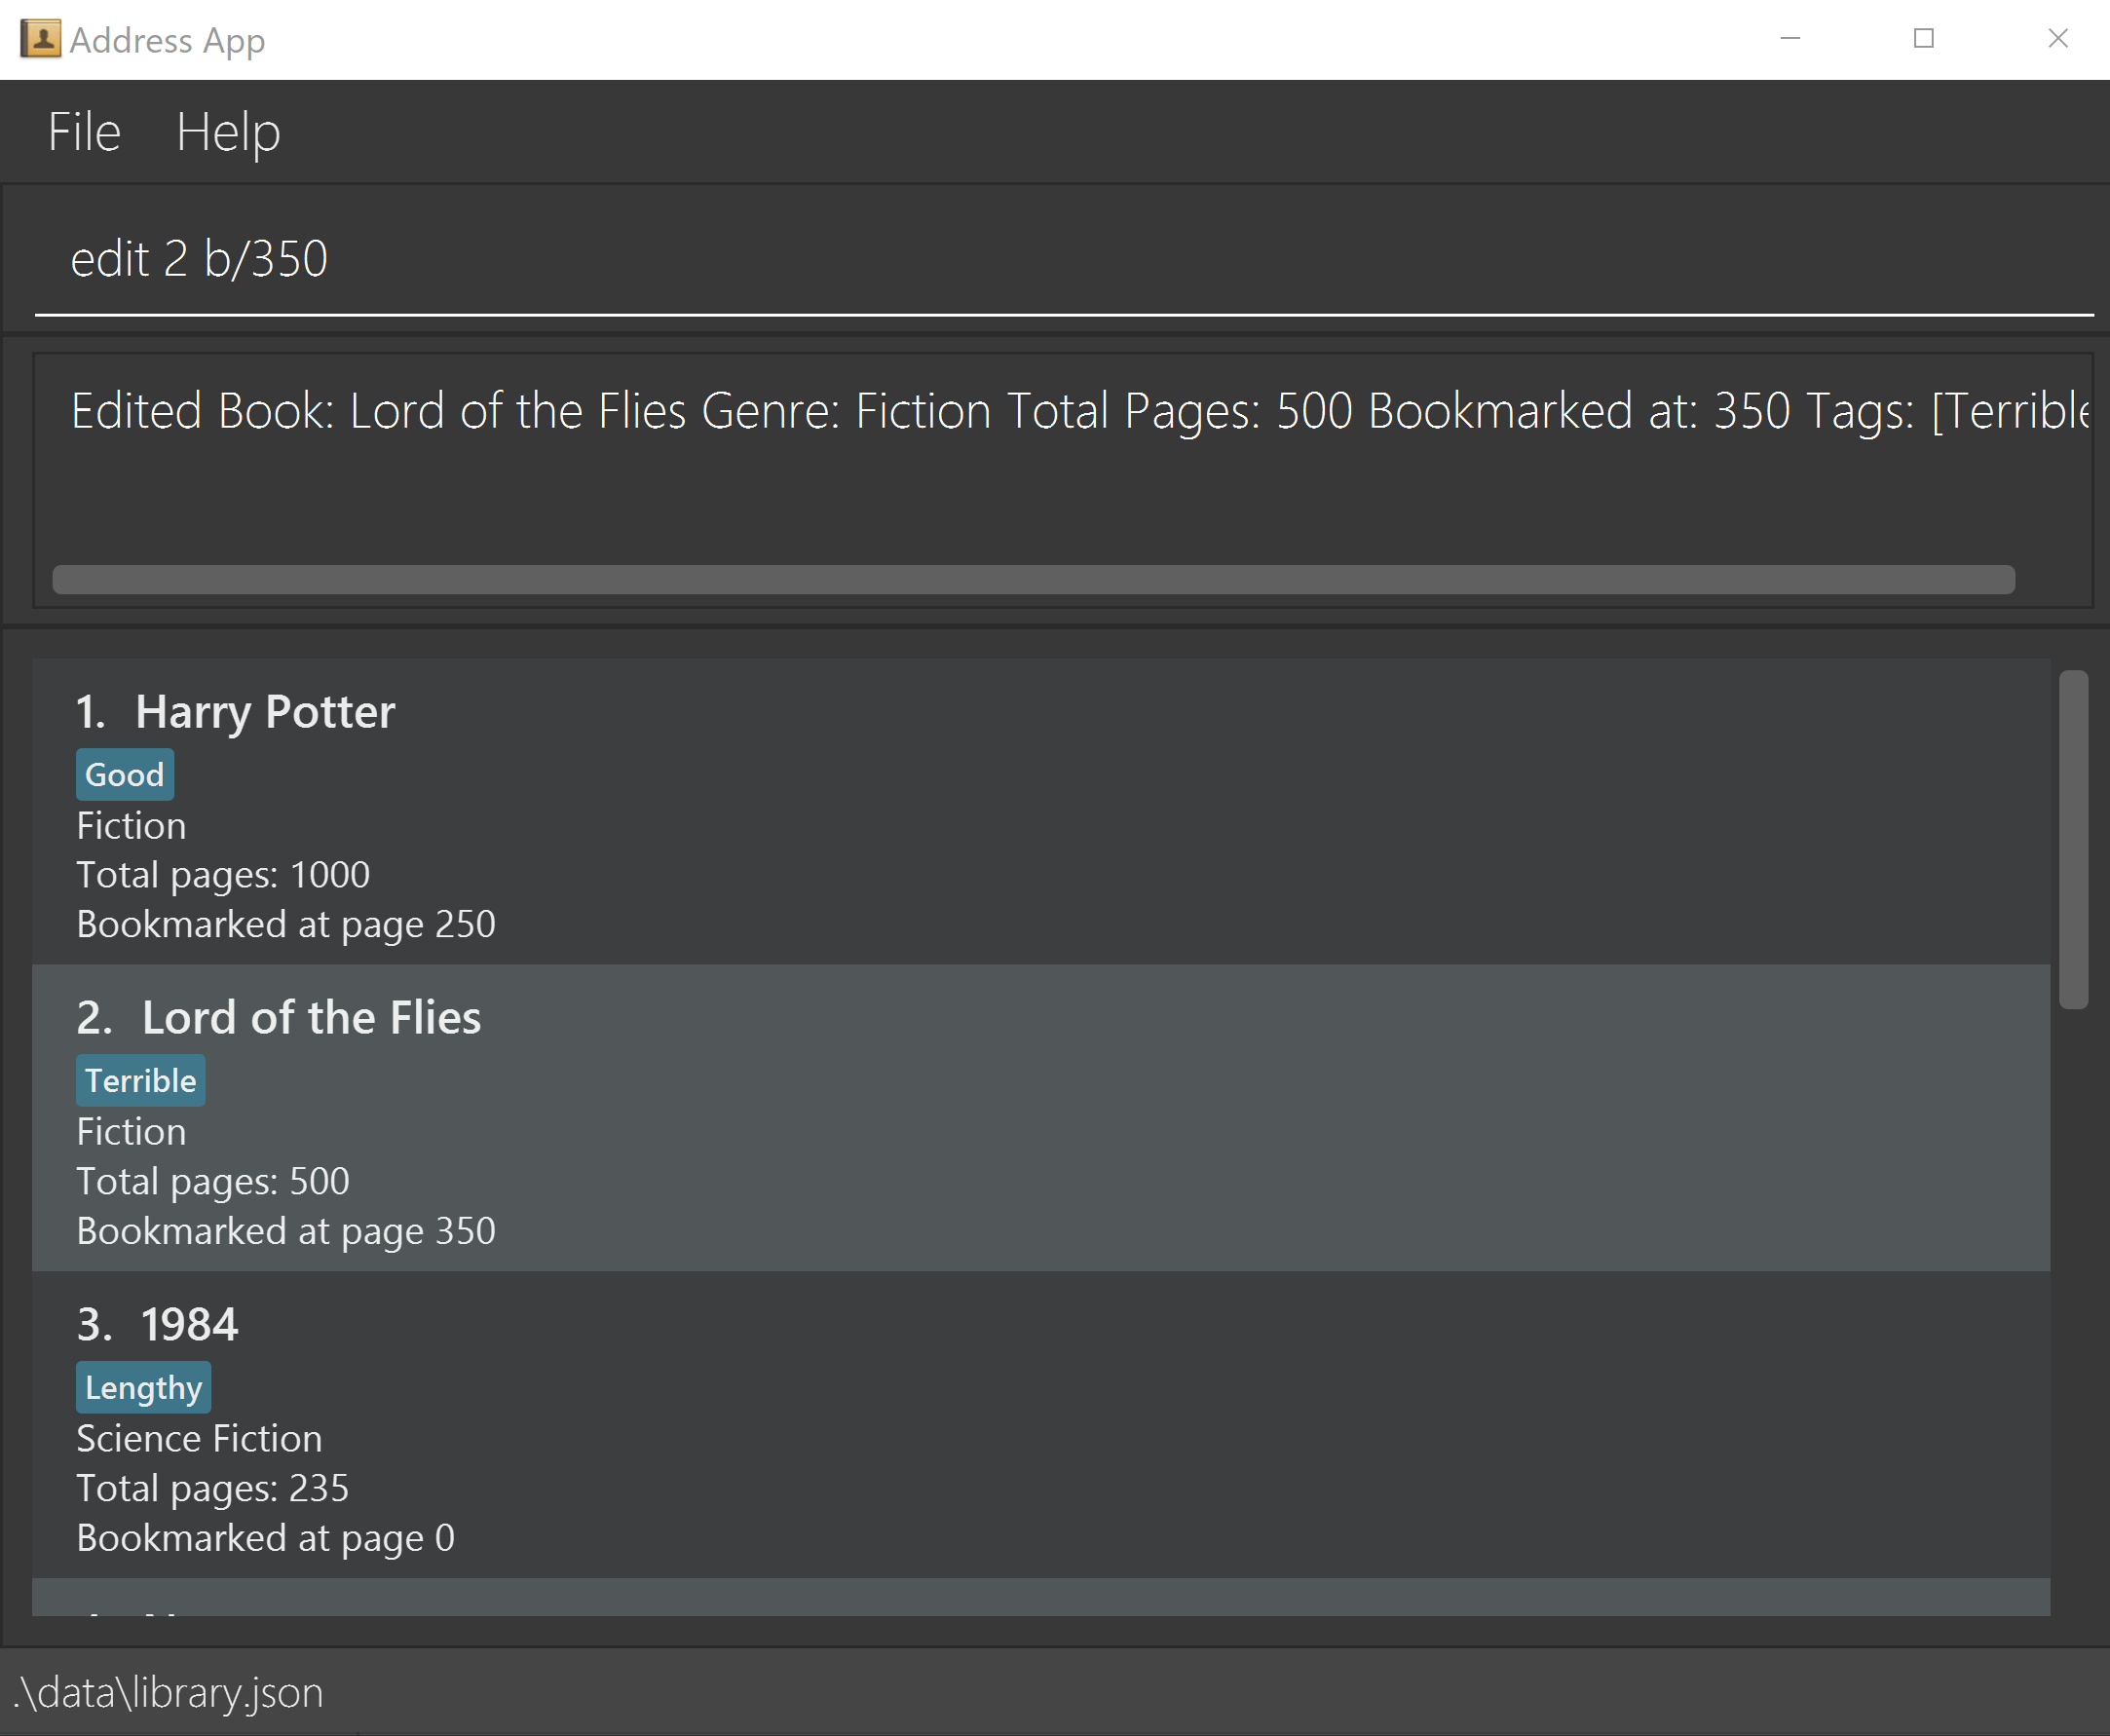 Address App
File Help
edit 2 b/350
Edited Book: Lord of the Flies Genre: Fiction Total Pages: 500 Bookmarked at: 350 Tags: [Terrible
1. Harry Potter
Good
Fiction
Total pages: 1000
Bookmarked at page 250
2. Lord of the Flies
Terrible
Fiction
Total pages: 500
Bookmarked at page 350
3. 1984
Lengthy
Science Fiction
Total pages: 235
Bookmarked at page 0
.\data\library.json